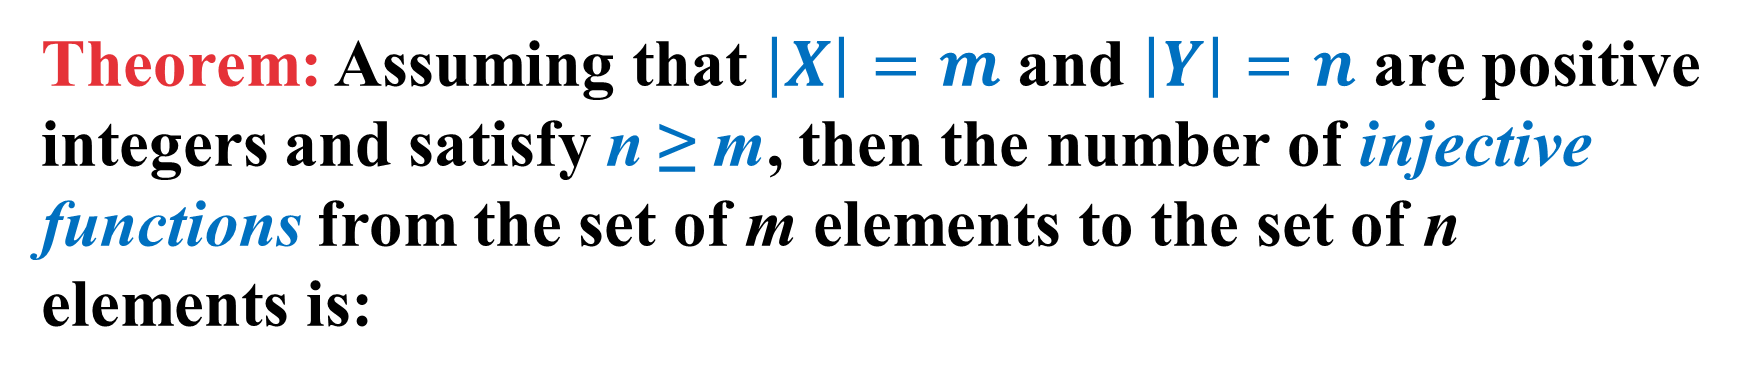 Theorem: Assuming that |X| = m and |Y| = n are positive
integers and satisfy n ≥ m, then the number of injective
functions from the set of m elements to the set of n
elements is: